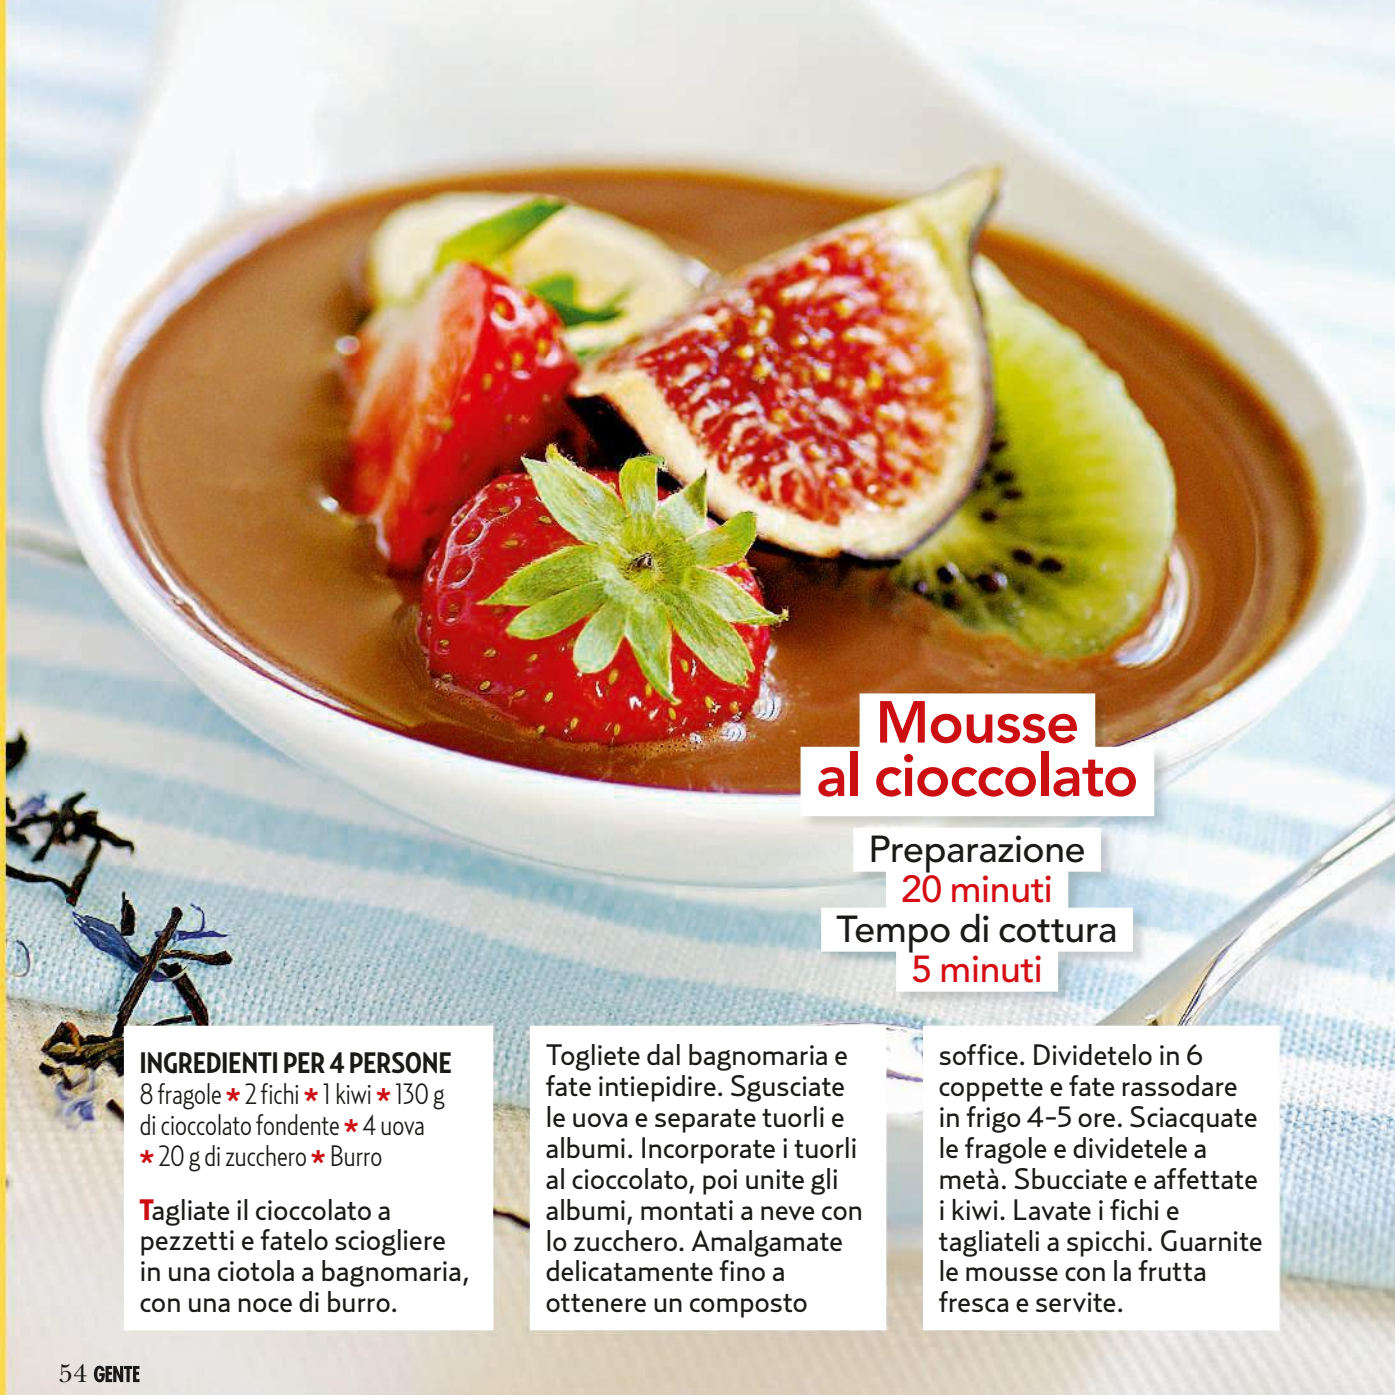 Mousse
al cioccolato
Preparazione
20 minuti
Tempo di cottura
5 minuti
INGREDIENTI PER 4 PERSONE
8 fragole * 2 fichi * 1 kiwi * 130 g
di cioccolato fondente * 4 uova
* 20 g di zucchero * Burro
Tagliate il cioccolato a
pezzetti e fatelo sciogliere
in una ciotola a bagnomaria,
con una noce di burro.
Togliete dal bagnomaria e
fate intiepidire. Sgusciate
le uova e separate tuorli e
albumi. Incorporate i tuorli
al cioccolato, poi unite gli
albumi, montati a neve con
lo zucchero. Amalgamate
delicatamente fino a
ottenere un composto
soffice. Dividetelo in 6
coppette e fate rassodare
in frigo 4-5 ore. Sciacquate
le fragole e dividetele a
metà. Sbucciate e affettate
i kiwi. Lavate i fichi e
tagliateli a spicchi. Guarnite
le mousse con la frutta
fresca e servite.
54 GENTE